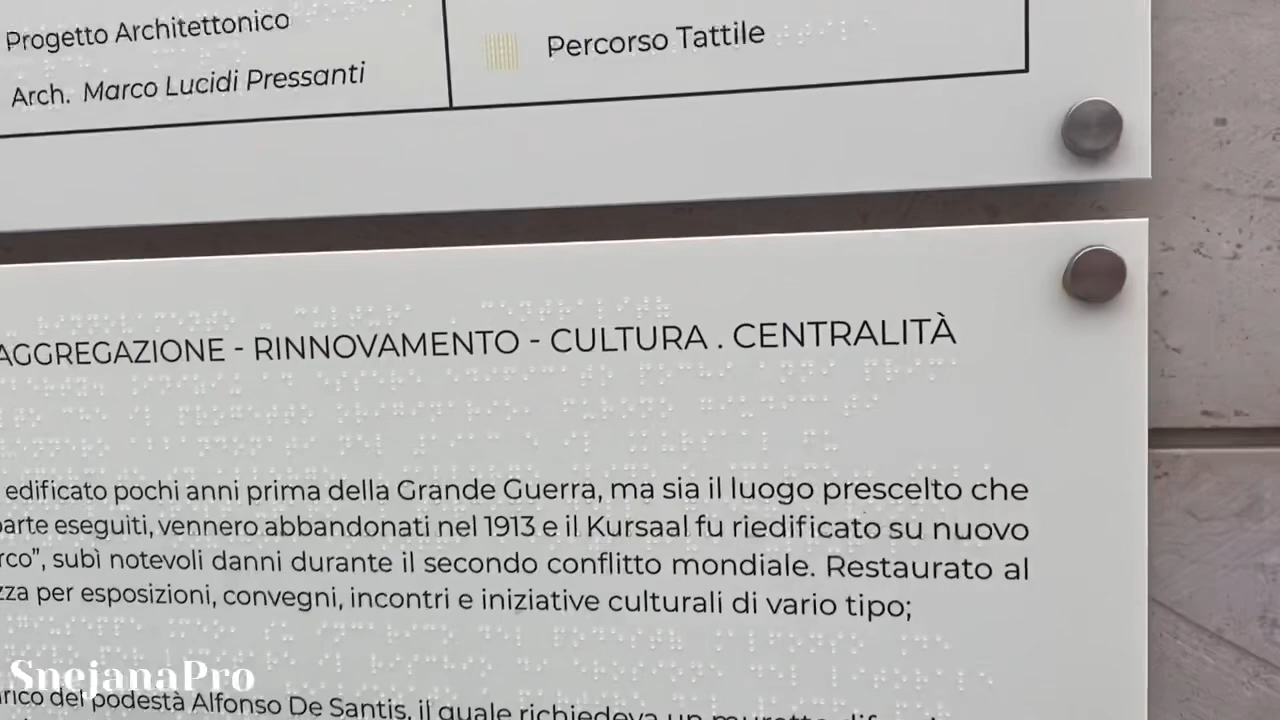 Progetto Architettonico
Arch. Marco Lucidi Pressanti
Percorso Tattile
AGGREGAZIONE - RINNOVAMENTO - CULTURA . CENTRALITÀ
edificato pochi anni prima della Grande Guerra, ma sia il luogo prescelto che
parte eseguiti, vennero abbandonati nel 1913 e il Kursaal fu riedificato su nuovo
rco”, subì notevoli danni durante il secondo conflitto mondiale. Restaurato al
zza per esposizioni, convegni, incontri e iniziative culturali di vario tipo;
SnejanaPro
del podestà Alfonso De Santis, il quale richiedeva un muretto